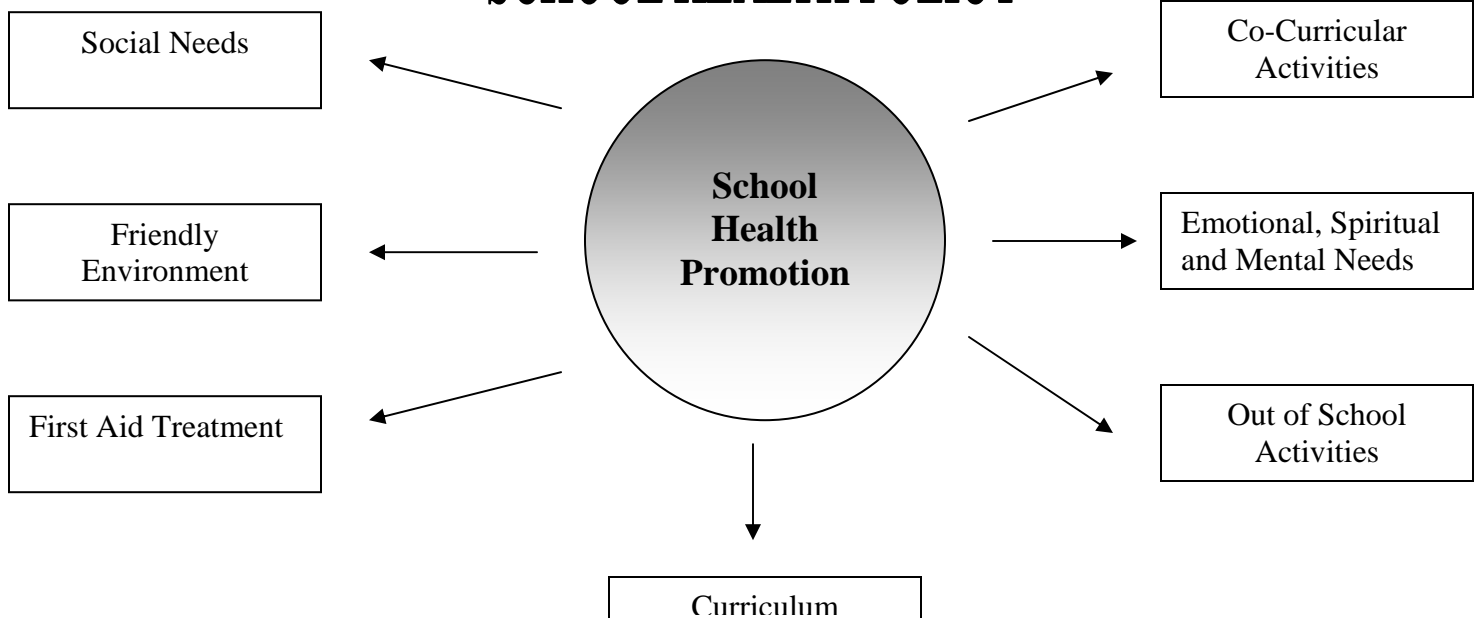 Social Needs
Co-Curricular
Activities
School
Health
Promotion
Friendly
Environment
Emotional, Spiritual
and Mental Needs
First Aid Treatment
Out of School
Activities
Curriculum